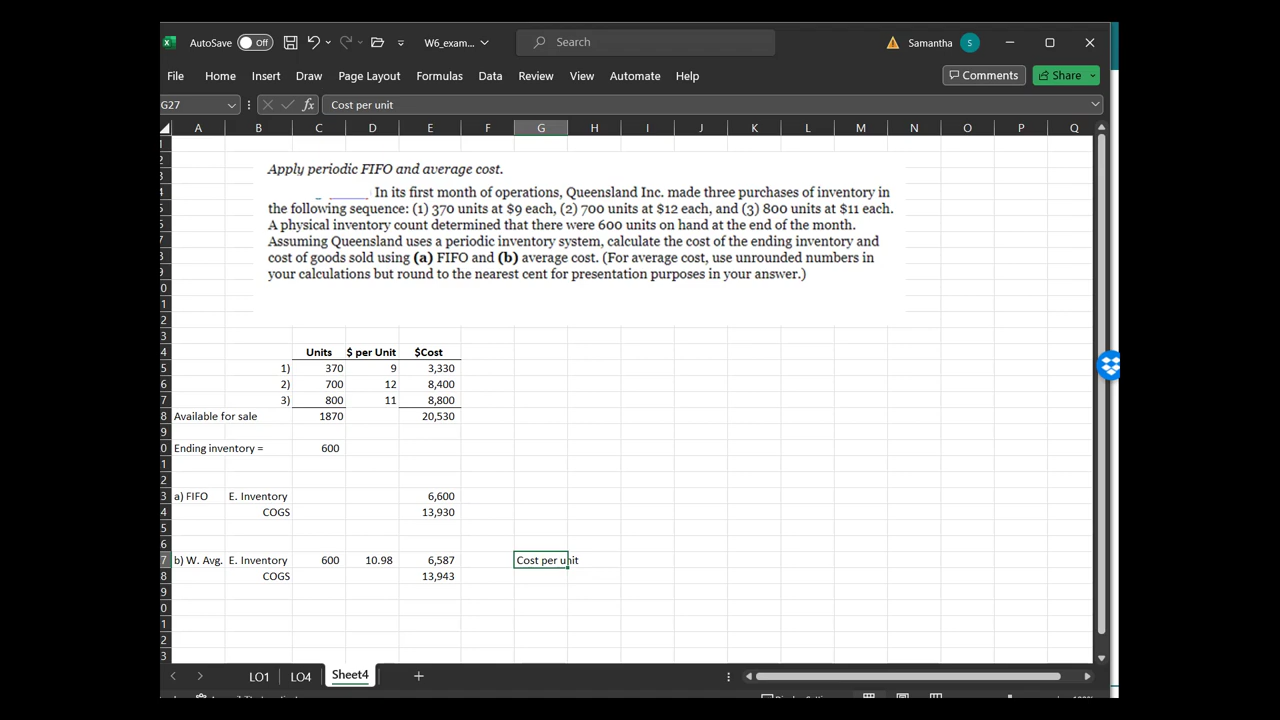 AutoSave Off W6_exam... Search Samantha S
File Home Insert Draw Page Layout Formulas Data Review View Automate Help Comments Share
G27 fx Cost per unit
A B C D E F G H I J K L M N O P Q
Apply periodic FIFO and average cost.
In its first month of operations, Queensland Inc. made three purchases of inventory in
the following sequence: (1) 370 units at $9 each, (2) 700 units at $12 each, and (3) 800 units at $11 each.
A physical inventory count determined that there were 600 units on hand at the end of the month.
Assuming Queensland uses a periodic inventory system, calculate the cost of the ending inventory and
cost of goods sold using (a) FIFO and (b) average cost. (For average cost, use unrounded numbers in
your calculations but round to the nearest cent for presentation purposes in your answer.)
Units $ per Unit $Cost
1) 370 9 3,330
2) 700 12 8,400
3) 800 11 8,800
Available for sale 1870 20,530
Ending inventory = 600
a) FIFO E. Inventory 6,600
COGS 13,930
b) W. Avg. E. Inventory 600 10.98 6,587 Cost per unit
COGS 13,943
LO1 LO4 Sheet4